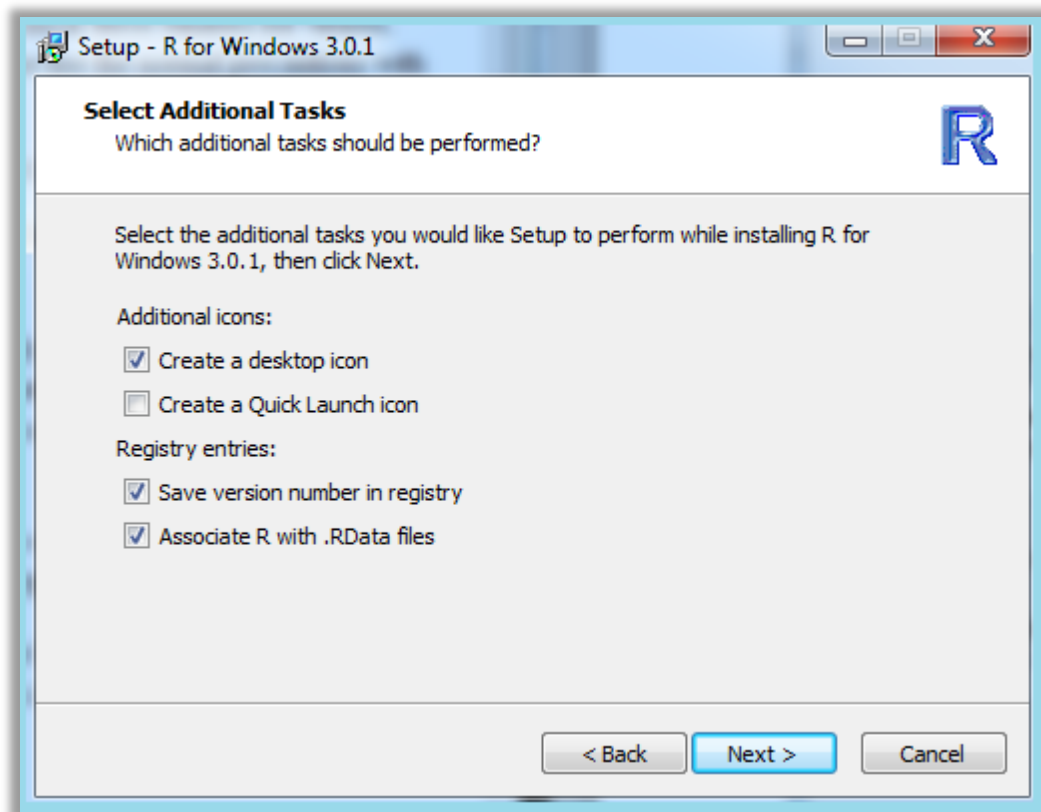 Setup - R for Windows 3.0.1
Select Additional Tasks
Which additional tasks should be performed?
R
Select the additional tasks you would like Setup to perform while installing R for
Windows 3.0.1, then click Next.
Additional icons:
Create a desktop icon
Create a Quick Launch icon
Registry entries:
Save version number in registry
Associate R with .RData files
< Back Next > Cancel